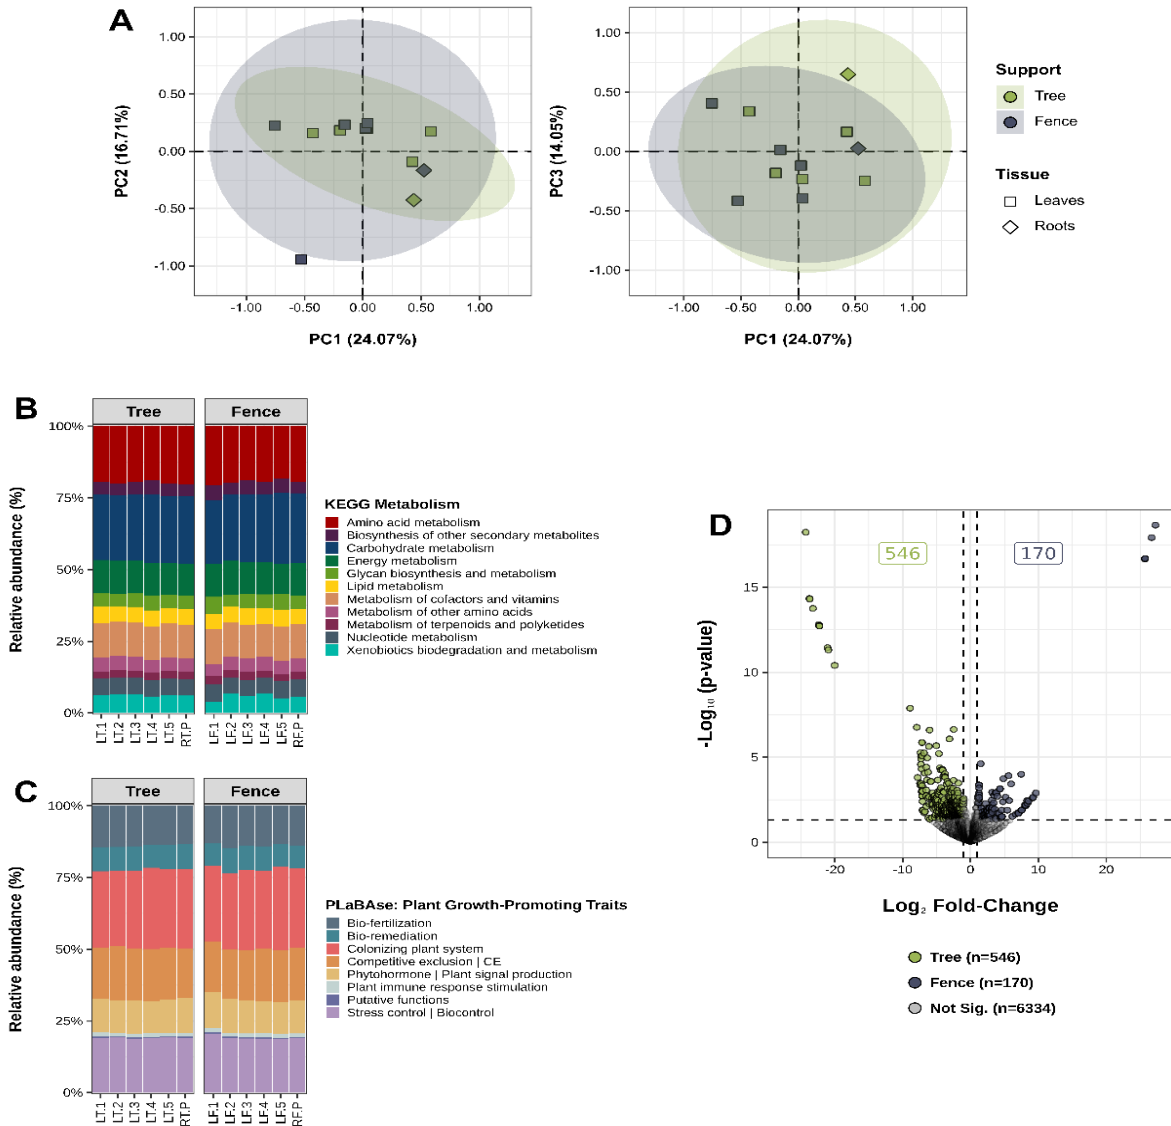 A
1.00
0.50
0.00
-0.50
-1.00
PC2 (16.71%)
-1.00
-0.50
0.00
0.50
1.00
PC1 (24.07%)
1.00
0.50
0.00
-0.50
-1.00
PC3 (14.05%)
-1.00
-0.50
0.00
0.50
1.00
PC1 (24.07%)
Support
Tree
Fence
Tissue
Leaves
Roots
B
Tree
Fence
100%
75%
50%
25%
0%
Relative abundance (%)
LT.1
LT.2
LT.3
LT.4
LT.5
RT.P
LF.1
LF.2
LF.3
LF.4
LF.5
RF.P
KEGG Metabolism
Amino acid metabolism
Biosynthesis of other secondary metabolites
Carbohydrate metabolism
Energy metabolism
Glycan biosynthesis and metabolism
Lipid metabolism
Metabolism of cofactors and vitamins
Metabolism of other amino acids
Metabolism of terpenoids and polyketides
Nucleotide metabolism
Xenobiotics biodegradation and metabolism
C
Tree
Fence
100%
75%
50%
25%
0%
Relative abundance (%)
LT.1
LT.2
LT.3
LT.4
LT.5
RT.P
LF.1
LF.2
LF.3
LF.4
LF.5
RF.P
PLaBAse: Plant Growth-Promoting Traits
Bio-fertilization
Bio-remediation
Colonizing plant system
Competitive exclusion | CE
Phytohormone | Plant signal production
Plant immune response stimulation
Putative functions
Stress control | Biocontrol
D
546
170
15
10
5
0
-Log₁₀ (p-value)
-20
-10
0
10
20
Log₂ Fold-Change
Tree (n=546)
Fence (n=170)
Not Sig. (n=6334)